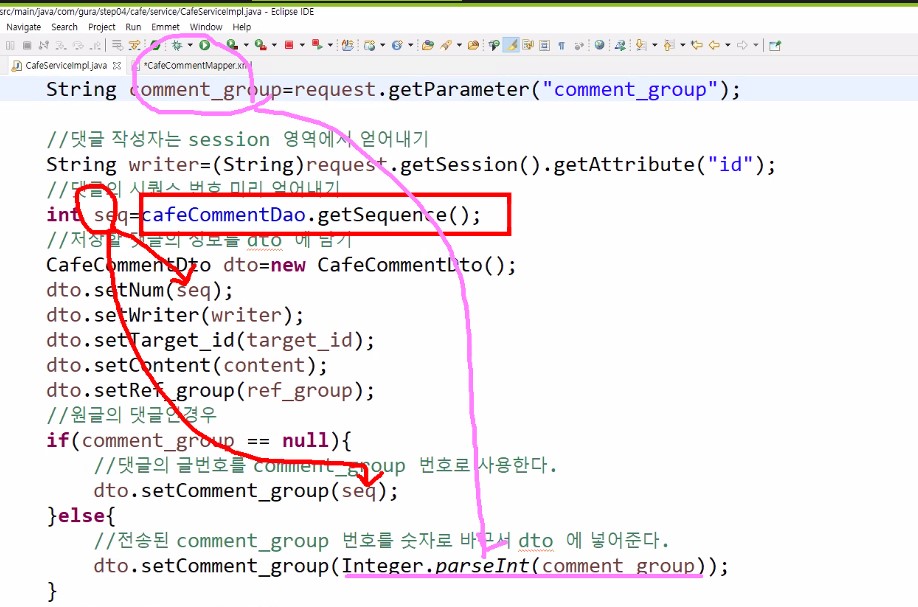 src/main/java/com/gura/step04/cafe/service/CafeServiceImpl.java - Eclipse IDE
Navigate Search Project Run Emmet Window Help
CafeServiceImpl.java *CafeCommentMapper.xml
String comment_group=request.getParameter("comment_group");
//댓글 작성자는 session 영역에서 얻어내기
String writer=(String)request.getSession().getAttribute("id");
//댓글의 시퀀스 번호 미리 얻어내기
int seq=cafeCommentDao.getSequence();
//저장할 댓글의 정보를 dto 에 담기
CafeCommentDto dto=new CafeCommentDto();
dto.setNum(seq);
dto.setWriter(writer);
dto.setTarget_id(target_id);
dto.setContent(content);
dto.setRef_group(ref_group);
//원글의 댓글인경우
if(comment_group == null){
//댓글의 글번호를 comment_group 번호로 사용한다.
dto.setComment_group(seq);
}else{
//전송된 comment_group 번호를 숫자로 바꾸서 dto 에 넣어준다.
dto.setComment_group(Integer.parseInt(comment_group));
}